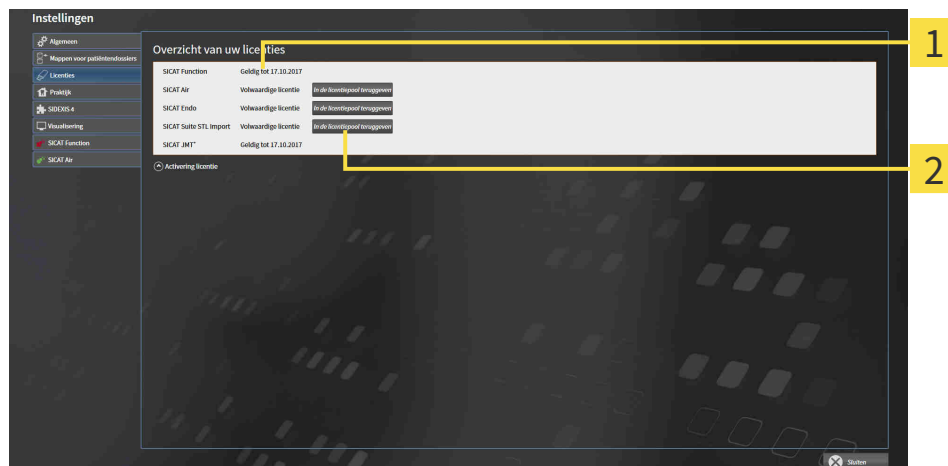 Instellingen
Algemeen
Mappen voor patiëntendossiers
Licenties
Praktijk
SIDEXIS 4
Visualisering
SICAT Function
SICAT Air
Overzicht van uw licenties
SICAT Function Geldig tot 17.10.2017
SICAT Air Volwaardige licentie In de licentiepool teruggeven
SICAT Endo Volwaardige licentie In de licentiepool teruggeven
SICAT Suite STL Import Volwaardige licentie In de licentiepool teruggeven
SICAT JMT+ Geldig tot 17.10.2017
Activering licentie
Sluiten
1
2